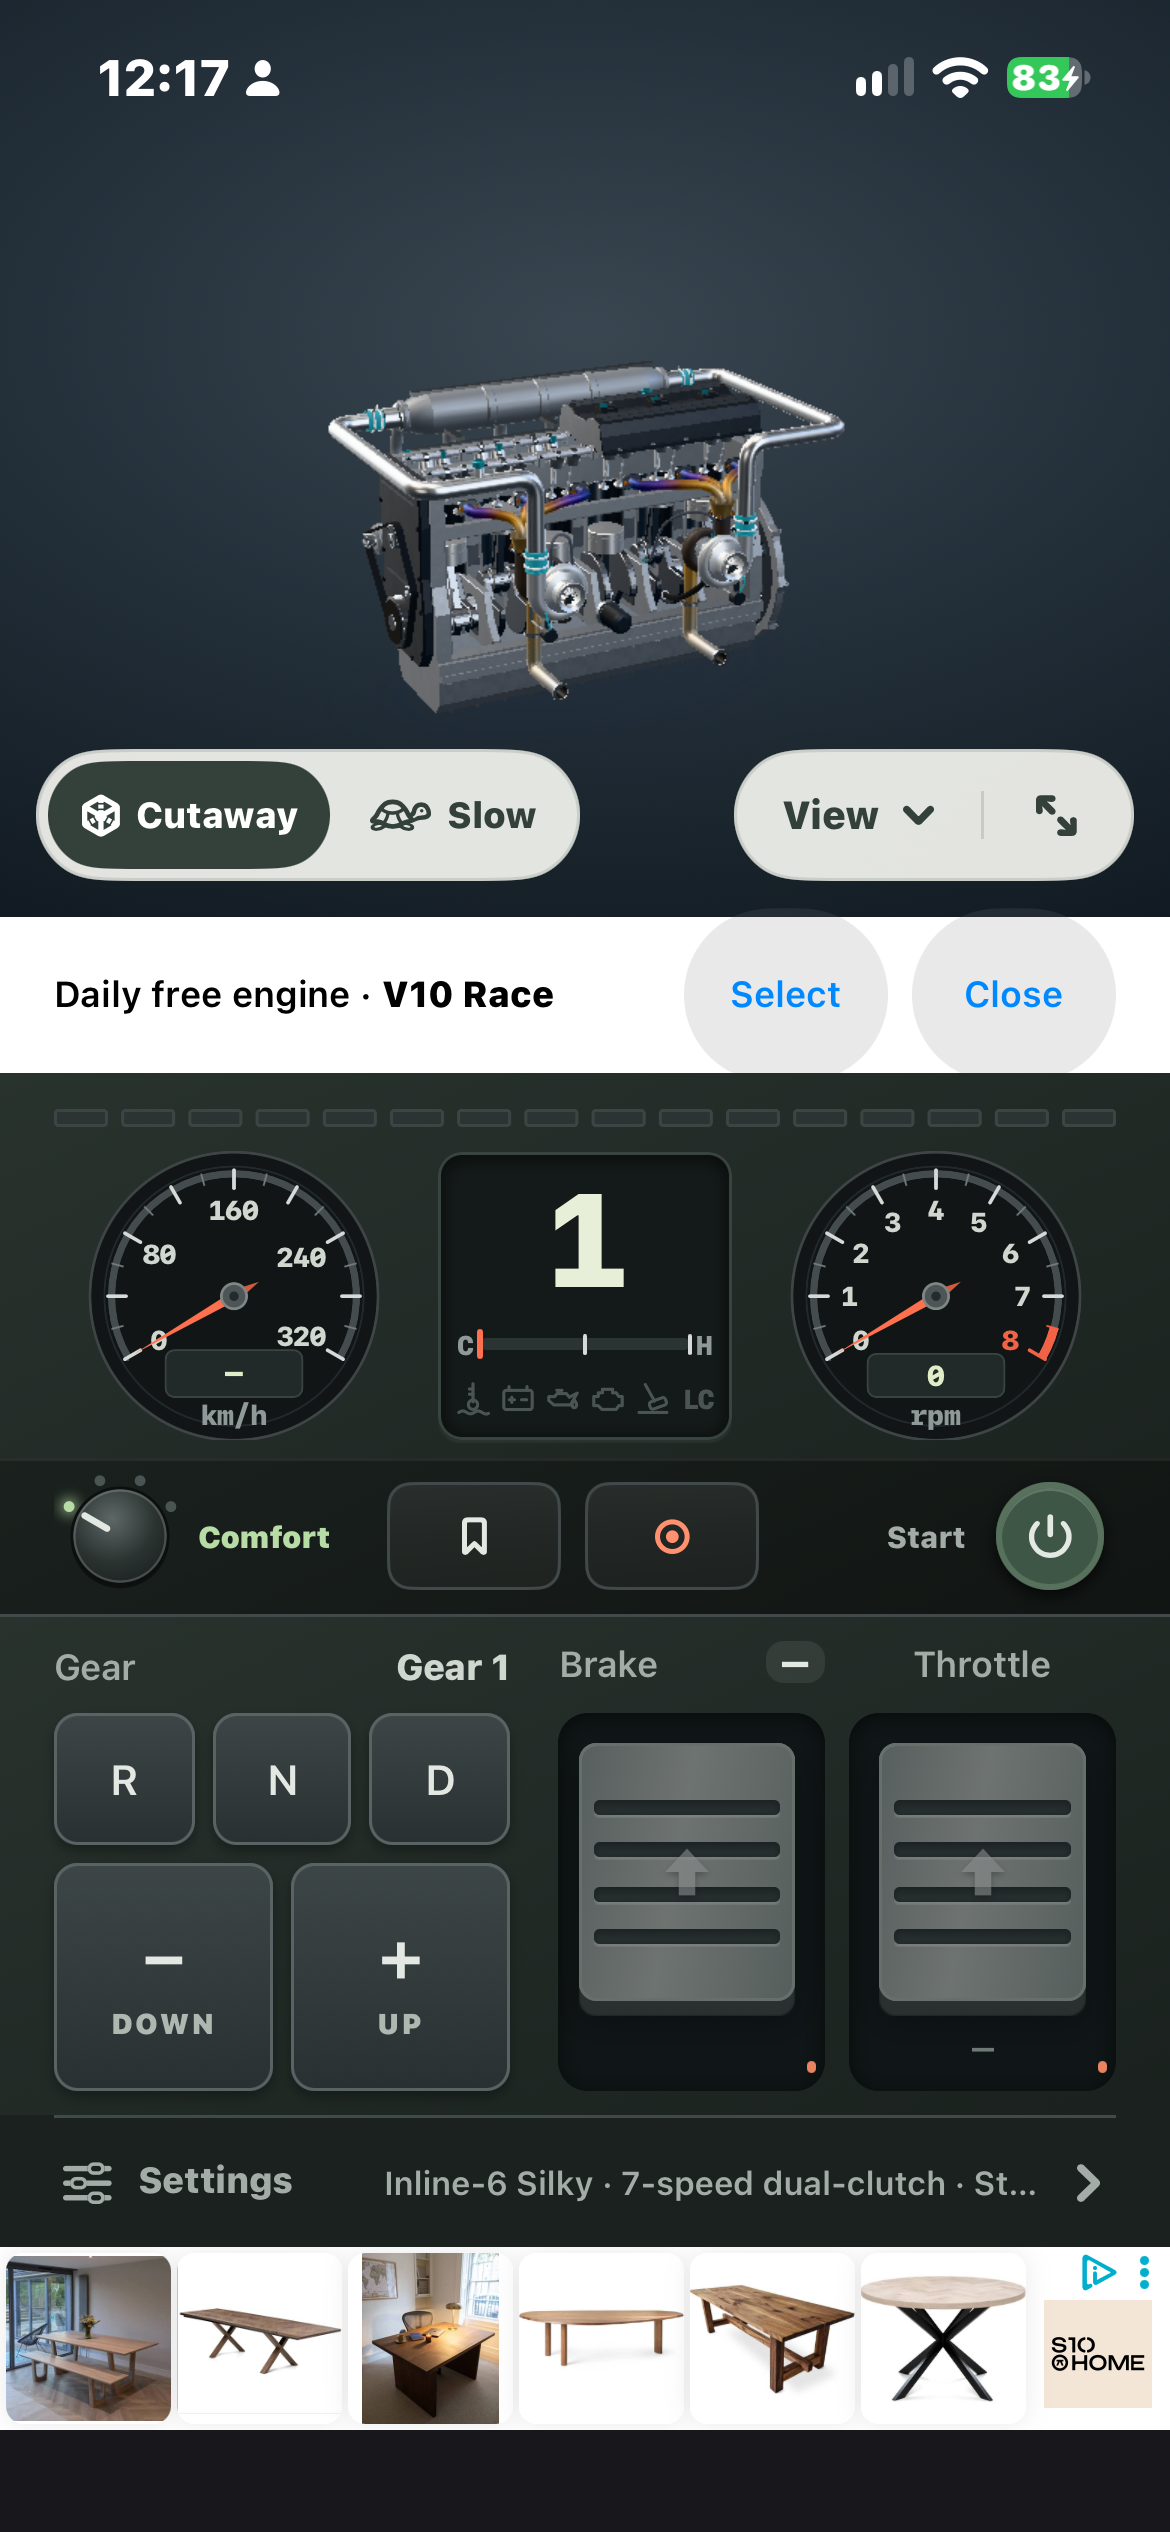 12:17
83
Cutaway
Slow
View
Daily free engine · V10 Race
Select
Close
0
80
160
240
320
–
km/h
1
C
H
LC
0
1
2
3
4
5
6
7
8
0
rpm
Comfort
Start
Gear
Gear 1
Brake
–
Throttle
R
N
D
–
DOWN
+
UP
–
Settings
Inline-6 Silky · 7-speed dual-clutch · St...
S10
HOME